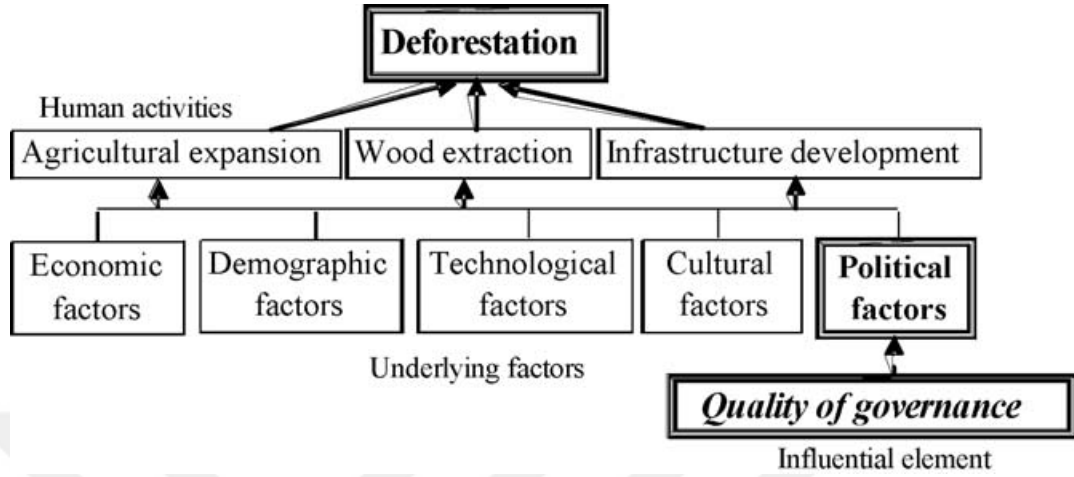 Deforestation
Human activities
Agricultural expansion
Wood extraction
Infrastructure development
Economic
factors
Demographic
factors
Technological
factors
Cultural
factors
Political
factors
Underlying factors
Quality of governance
Influential element